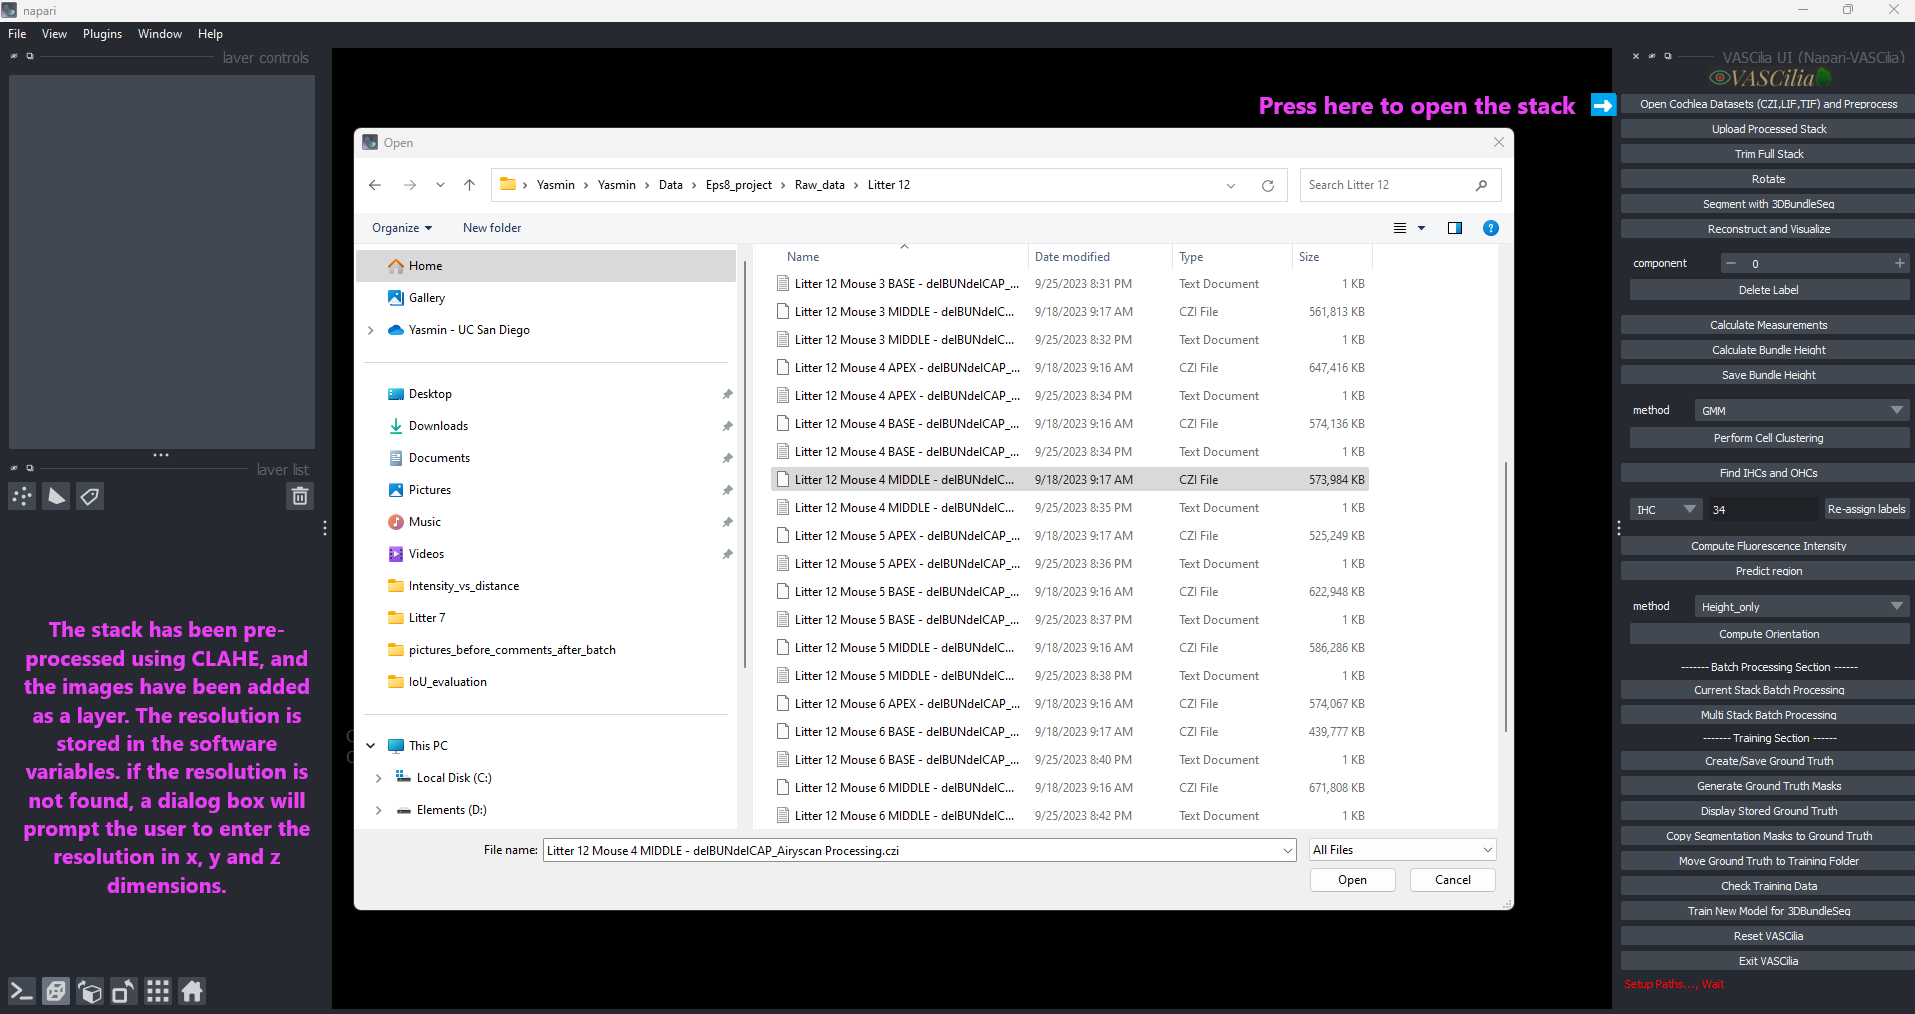 napari
File View Plugins Window Help
layer controls
layer list
The stack has been pre-
processed using CLAHE, and
the images have been added
as a layer. The resolution is
stored in the software
variables. if the resolution is
not found, a dialog box will
prompt the user to enter the
resolution in x, y and z
dimensions.
Press here to open the stack
Open
Yasmin > Yasmin > Data > Eps8_project > Raw_data > Litter 12
Search Litter 12
Organize
New folder
Home
Gallery
Yasmin - UC San Diego
Desktop
Downloads
Documents
Pictures
Music
Videos
Intensity_vs_distance
Litter 7
pictures_before_comments_after_batch
IoU_evaluation
This PC
Local Disk (C:)
Elements (D:)
Name Date modified Type Size
Litter 12 Mouse 3 BASE - delBUNdelCAP_... 9/25/2023 8:31 PM Text Document 1 KB
Litter 12 Mouse 3 MIDDLE - delBUNdelC... 9/18/2023 9:17 AM CZI File 561,813 KB
Litter 12 Mouse 3 MIDDLE - delBUNdelC... 9/25/2023 8:32 PM Text Document 1 KB
Litter 12 Mouse 4 APEX - delBUNdelCAP_... 9/18/2023 9:16 AM CZI File 647,416 KB
Litter 12 Mouse 4 APEX - delBUNdelCAP_... 9/25/2023 8:34 PM Text Document 1 KB
Litter 12 Mouse 4 BASE - delBUNdelCAP_... 9/18/2023 9:16 AM CZI File 574,136 KB
Litter 12 Mouse 4 BASE - delBUNdelCAP_... 9/25/2023 8:34 PM Text Document 1 KB
Litter 12 Mouse 4 MIDDLE - delBUNdelC... 9/18/2023 9:17 AM CZI File 573,984 KB
Litter 12 Mouse 4 MIDDLE - delBUNdelC... 9/25/2023 8:35 PM Text Document 1 KB
Litter 12 Mouse 5 APEX - delBUNdelCAP_... 9/18/2023 9:17 AM CZI File 525,249 KB
Litter 12 Mouse 5 APEX - delBUNdelCAP_... 9/25/2023 8:36 PM Text Document 1 KB
Litter 12 Mouse 5 BASE - delBUNdelCAP_... 9/18/2023 9:16 AM CZI File 622,948 KB
Litter 12 Mouse 5 BASE - delBUNdelCAP_... 9/25/2023 8:37 PM Text Document 1 KB
Litter 12 Mouse 5 MIDDLE - delBUNdelC... 9/18/2023 9:16 AM CZI File 586,286 KB
Litter 12 Mouse 5 MIDDLE - delBUNdelC... 9/25/2023 8:38 PM Text Document 1 KB
Litter 12 Mouse 6 APEX - delBUNdelCAP_... 9/18/2023 9:16 AM CZI File 574,067 KB
Litter 12 Mouse 6 BASE - delBUNdelCAP_... 9/18/2023 9:17 AM CZI File 439,777 KB
Litter 12 Mouse 6 BASE - delBUNdelCAP_... 9/25/2023 8:40 PM Text Document 1 KB
Litter 12 Mouse 6 MIDDLE - delBUNdelC... 9/18/2023 9:16 AM CZI File 671,808 KB
Litter 12 Mouse 6 MIDDLE - delBUNdelC... 9/25/2023 8:42 PM Text Document 1 KB
File name: Litter 12 Mouse 4 MIDDLE - delBUNdelCAP_Airyscan Processing.czi
All Files
Open
Cancel
VASCilia UI (Napari-VASCilia)
VASCilia
Open Cochlea Datasets (CZI,LIF,TIF) and Preprocess
Upload Processed Stack
Trim Full Stack
Rotate
Segment with 3DBundleSeg
Reconstruct and Visualize
component 0
Delete Label
Calculate Measurements
Calculate Bundle Height
Save Bundle Height
method GMM
Perform Cell Clustering
Find IHCs and OHCs
IHC 34 Re-assign labels
Compute Fluorescence Intensity
Predict region
method Height_only
Compute Orientation
------- Batch Processing Section ------
Current Stack Batch Processing
Multi Stack Batch Processing
------- Training Section ------
Create/Save Ground Truth
Generate Ground Truth Masks
Display Stored Ground Truth
Copy Segmentation Masks to Ground Truth
Move Ground Truth to Training Folder
Check Training Data
Train New Model for 3DBundleSeg
Reset VASCilia
Exit VASCilia
Setup Paths..., Wait